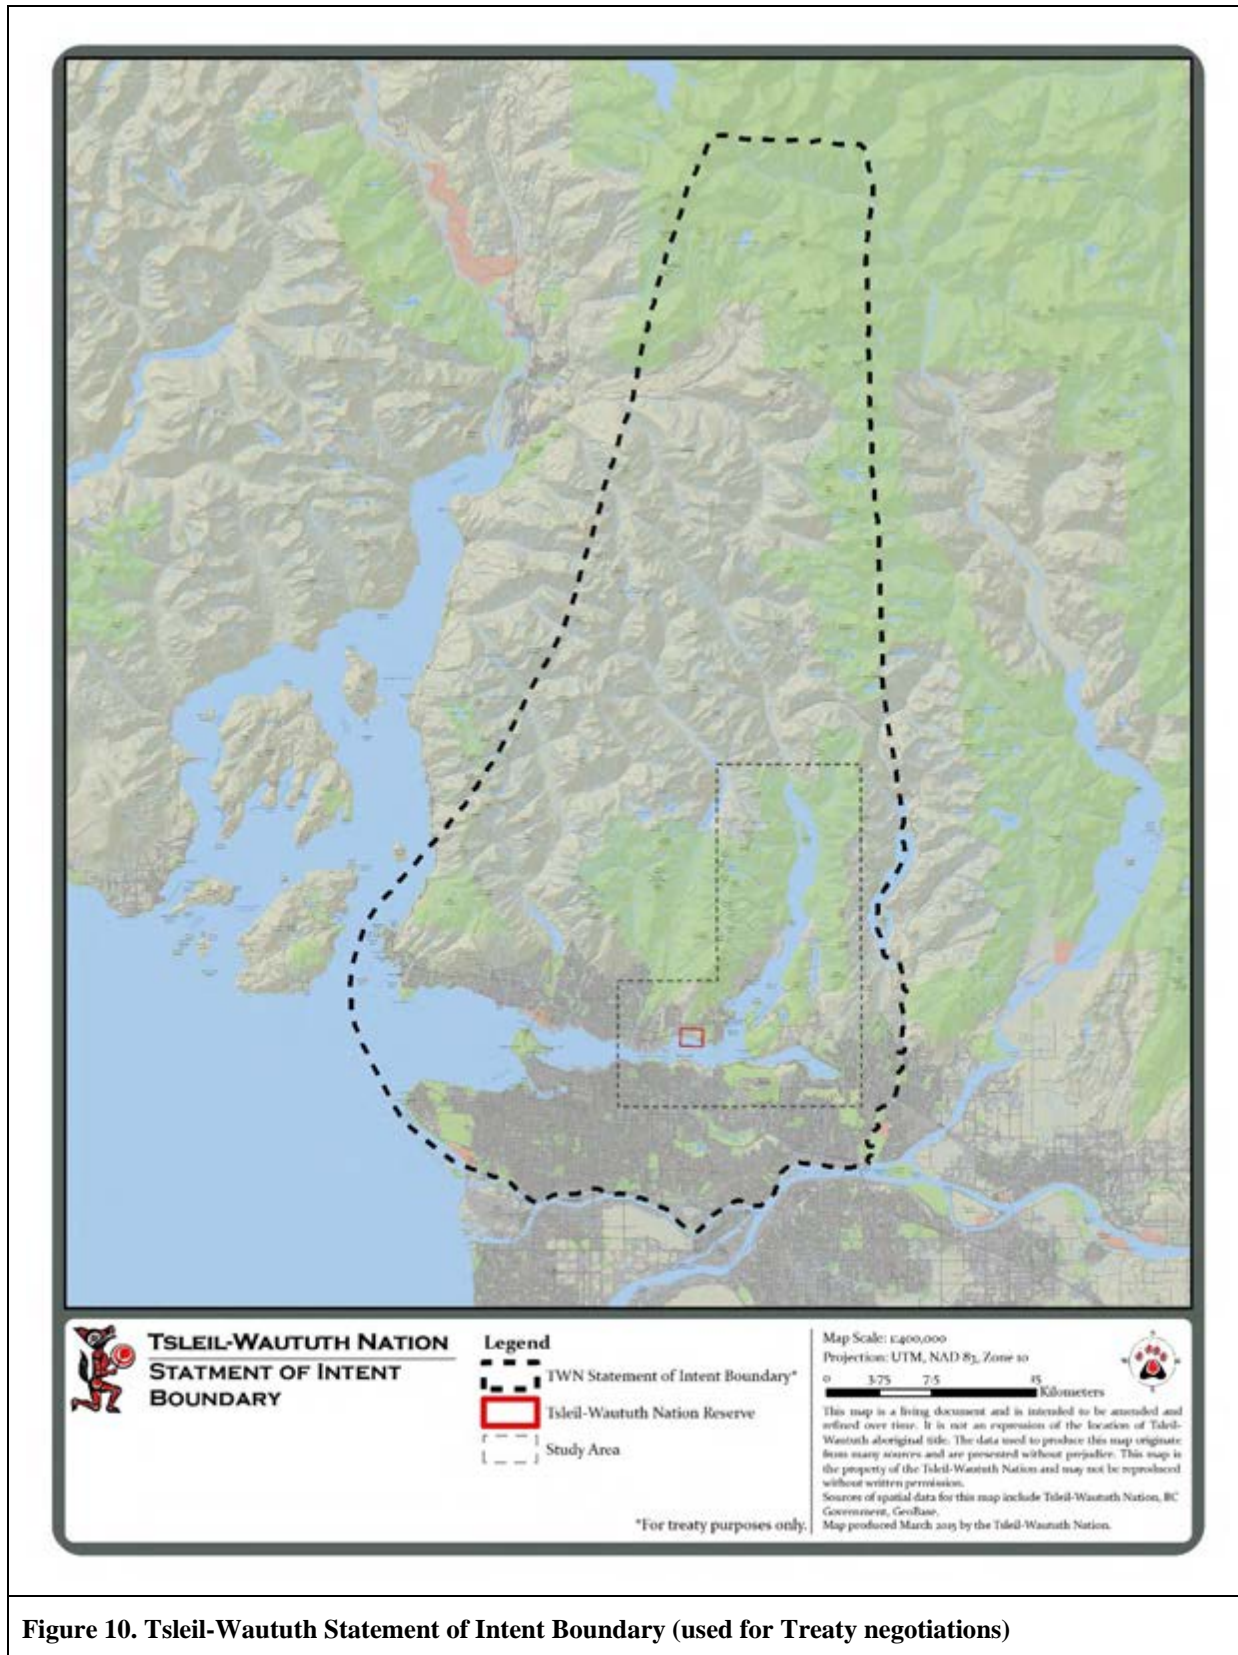 TSLEIL-WAUTUTH NATION
STATMENT OF INTENT
BOUNDARY
Legend
TWN Statement of Intent Boundary*
Tsleil-Waututh Nation Reserve
Study Area
*For treaty purposes only.
Map Scale: 1:400,000
Projection: UTM, NAD 83, Zone 10
0 3.75 7.5 15
Kilometers
This map is a living document and is intended to be amended and
refined over time. It is not an expression of the location of Tsleil-
Waututh aboriginal title. The data used to produce this map originate
from many sources and are presented without prejudice. This map is
the property of the Tsleil-Waututh Nation and may not be reproduced
without written permission.
Sources of spatial data for this map include Tsleil-Waututh Nation, BC
Government, GeoBase.
Map produced March 2015 by the Tsleil-Waututh Nation.
Figure 10. Tsleil-Waututh Statement of Intent Boundary (used for Treaty negotiations)